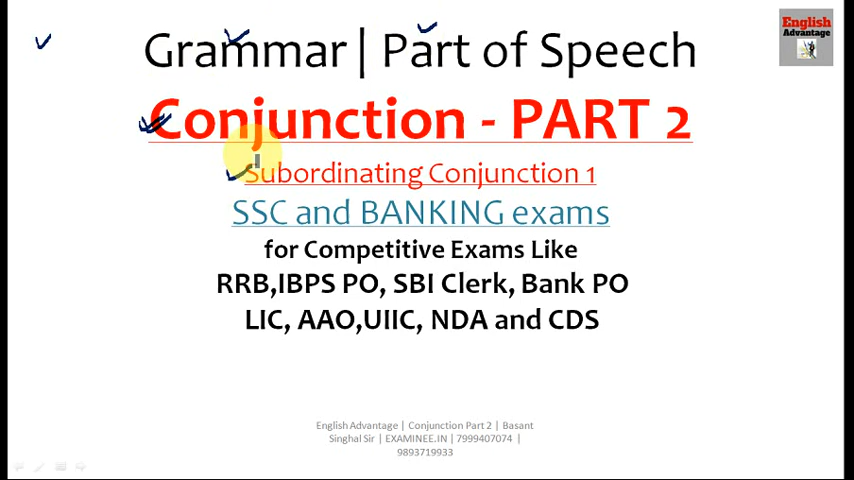 English
Advantage
Grammar| Part of Speech
Conjunction - PART 2
Subordinating Conjunction 1
SSC and BANKING exams
for Competitive Exams Like
RRB,IBPS PO, SBI Clerk, Bank PO
LIC, AAO,UIIC, NDA and CDS
English Advantage | Conjunction Part 2 | Basant
Singhal Sir | EXAMINEE.IN | 7999407074 |
9893719933